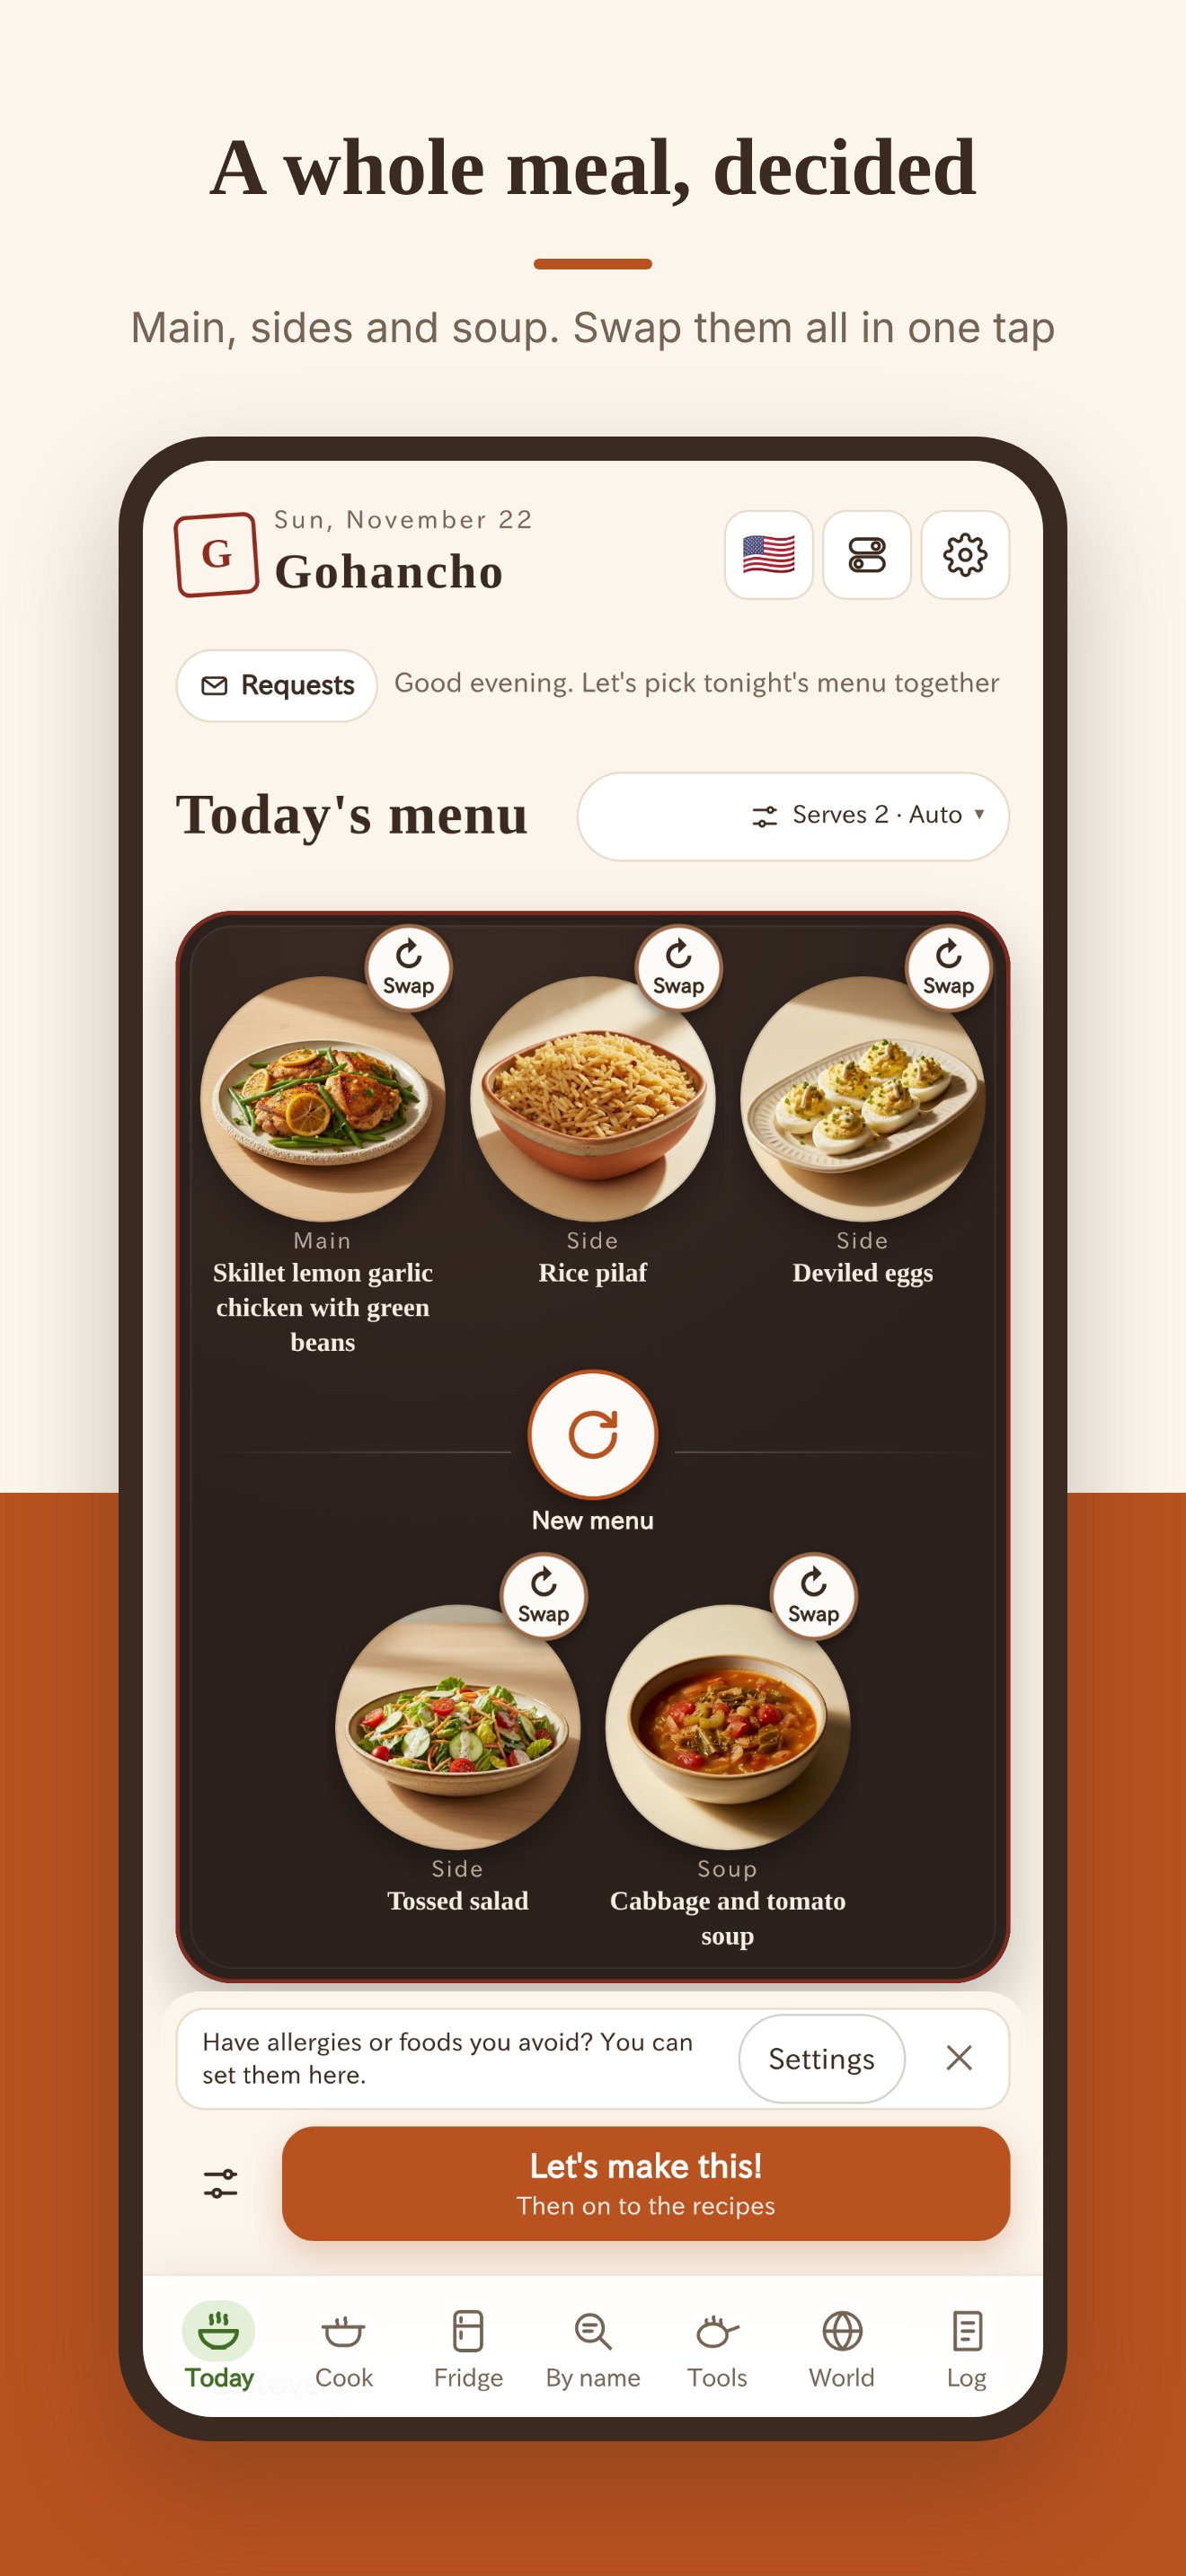 A whole meal, decided
Main, sides and soup. Swap them all in one tap
Sun, November 22
G
Gohancho
Requests
Good evening. Let's pick tonight's menu together
Today's menu
Serves 2 · Auto ▾
Swap
Swap
Swap
Main
Skillet lemon garlic
chicken with green
beans
Side
Rice pilaf
Side
Deviled eggs
New menu
Swap
Swap
Side
Tossed salad
Soup
Cabbage and tomato
soup
Have allergies or foods you avoid? You can
set them here.
Settings
Let's make this!
Then on to the recipes
Today
Cook
Fridge
By name
Tools
World
Log